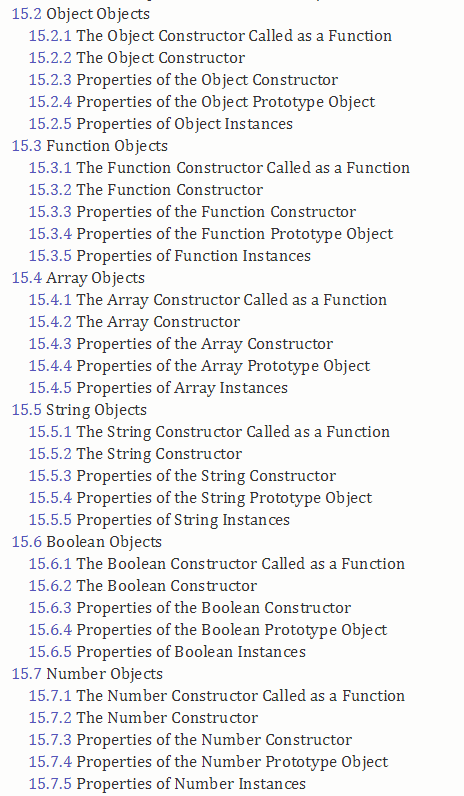 15.2 Object Objects
15.2.1 The Object Constructor Called as a Function
15.2.2 The Object Constructor
15.2.3 Properties of the Object Constructor
15.2.4 Properties of the Object Prototype Object
15.2.5 Properties of Object Instances
15.3 Function Objects
15.3.1 The Function Constructor Called as a Function
15.3.2 The Function Constructor
15.3.3 Properties of the Function Constructor
15.3.4 Properties of the Function Prototype Object
15.3.5 Properties of Function Instances
15.4 Array Objects
15.4.1 The Array Constructor Called as a Function
15.4.2 The Array Constructor
15.4.3 Properties of the Array Constructor
15.4.4 Properties of the Array Prototype Object
15.4.5 Properties of Array Instances
15.5 String Objects
15.5.1 The String Constructor Called as a Function
15.5.2 The String Constructor
15.5.3 Properties of the String Constructor
15.5.4 Properties of the String Prototype Object
15.5.5 Properties of String Instances
15.6 Boolean Objects
15.6.1 The Boolean Constructor Called as a Function
15.6.2 The Boolean Constructor
15.6.3 Properties of the Boolean Constructor
15.6.4 Properties of the Boolean Prototype Object
15.6.5 Properties of Boolean Instances
15.7 Number Objects
15.7.1 The Number Constructor Called as a Function
15.7.2 The Number Constructor
15.7.3 Properties of the Number Constructor
15.7.4 Properties of the Number Prototype Object
15.7.5 Properties of Number Instances